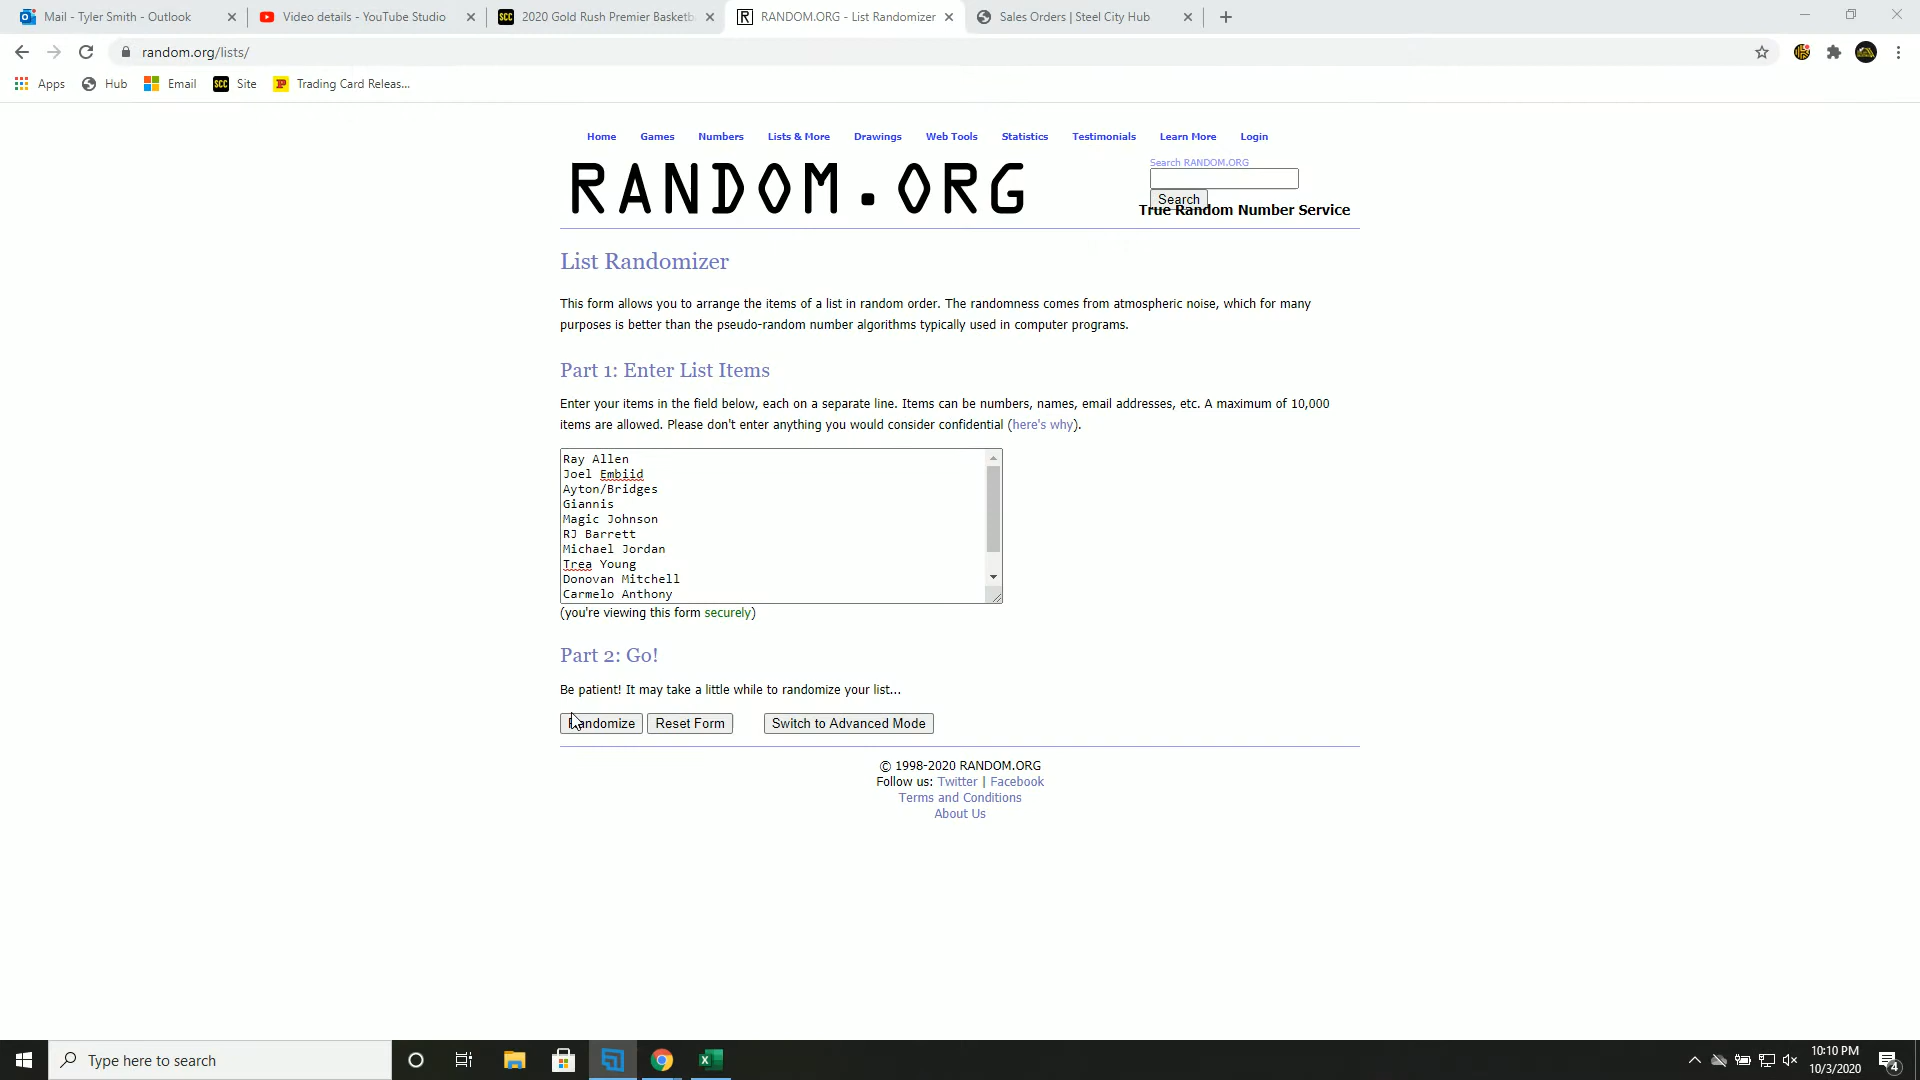 Mail - Tyler Smith - Outlook
Video details - YouTube Studio
SCC 2020 Gold Rush Premier Basketb
R RANDOM.ORG - List Randomizer
Sales Orders | Steel City Hub
random.org/lists/
Apps
Hub
Email
SCC Site
P Trading Card Releas...
Home Games Numbers Lists & More Drawings Web Tools Statistics Testimonials Learn More Login
RANDOM.ORG
Search RANDOM.ORG
Search
True Random Number Service
List Randomizer
This form allows you to arrange the items of a list in random order. The randomness comes from atmospheric noise, which for many
purposes is better than the pseudo-random number algorithms typically used in computer programs.
Part 1: Enter List Items
Enter your items in the field below, each on a separate line. Items can be numbers, names, email addresses, etc. A maximum of 10,000
items are allowed. Please don't enter anything you would consider confidential (here's why).
Ray Allen
Joel Embiid
Ayton/Bridges
Giannis
Magic Johnson
RJ Barrett
Michael Jordan
Trea Young
Donovan Mitchell
Carmelo Anthony
(you're viewing this form securely)
Part 2: Go!
Be patient! It may take a little while to randomize your list...
Randomize Reset Form Switch to Advanced Mode
© 1998-2020 RANDOM.ORG
Follow us: Twitter | Facebook
Terms and Conditions
About Us
Type here to search
10:10 PM
10/3/2020
4